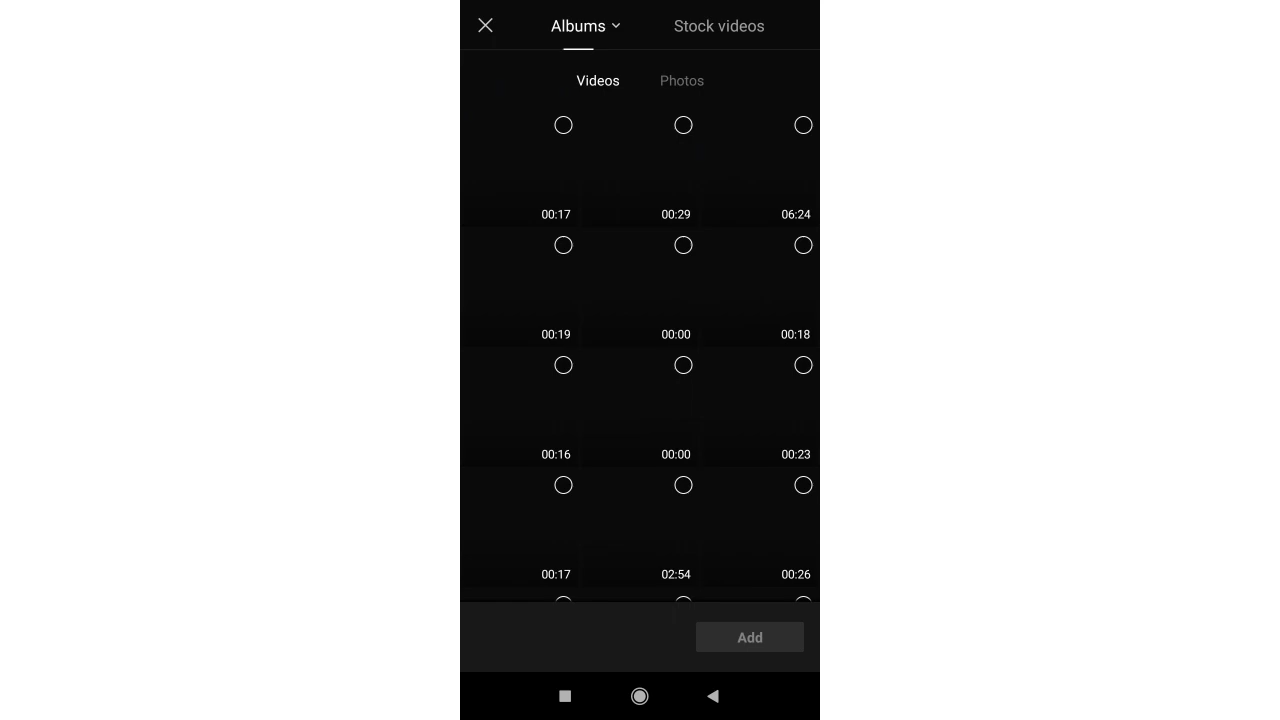 Albums Stock videos
Videos Photos
00:17 00:29 06:24
00:19 00:00 00:18
00:16 00:00 00:23
00:17 02:54 00:26
Add